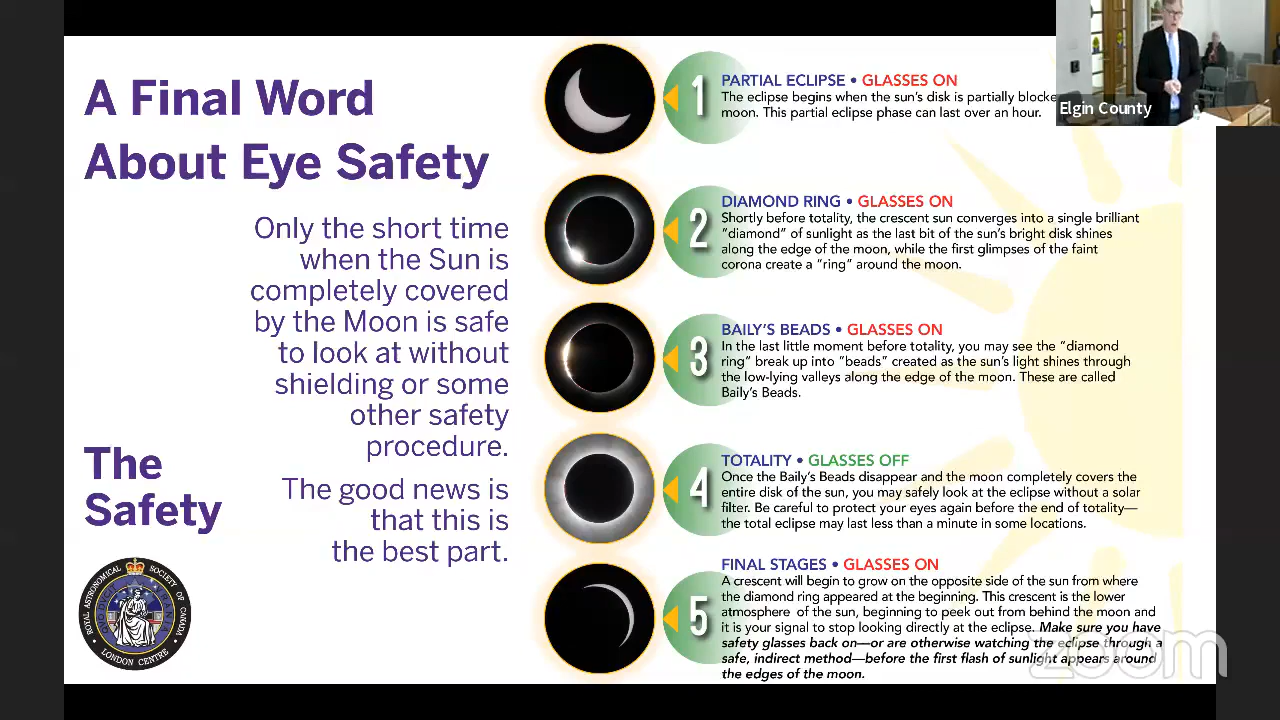 A Final Word
About Eye Safety
Only the short time
when the Sun is
completely covered
by the Moon is safe
to look at without
shielding or some
other safety
procedure.
The good news is
that this is
the best part.
The
Safety
ROYAL ASTRONOMICAL SOCIETY OF CANADA
LONDON CENTRE
1
PARTIAL ECLIPSE • GLASSES ON
The eclipse begins when the sun's disk is partially blocke
moon. This partial eclipse phase can last over an hour.
2
DIAMOND RING • GLASSES ON
Shortly before totality, the crescent sun converges into a single brilliant
"diamond" of sunlight as the last bit of the sun's bright disk shines
along the edge of the moon, while the first glimpses of the faint
corona create a "ring" around the moon.
3
BAILY'S BEADS • GLASSES ON
In the last little moment before totality, you may see the "diamond
ring" break up into "beads" created as the sun's light shines through
the low-lying valleys along the edge of the moon. These are called
Baily's Beads.
4
TOTALITY • GLASSES OFF
Once the Baily's Beads disappear and the moon completely covers the
entire disk of the sun, you may safely look at the eclipse without a solar
filter. Be careful to protect your eyes again before the end of totality—
the total eclipse may last less than a minute in some locations.
5
FINAL STAGES • GLASSES ON
A crescent will begin to grow on the opposite side of the sun from where
the diamond ring appeared at the beginning. This crescent is the lower
atmosphere of the sun, beginning to peek out from behind the moon and
it is your signal to stop looking directly at the eclipse. Make sure you have
safety glasses back on—or are otherwise watching the eclipse through a
safe, indirect method—before the first flash of sunlight appears around
the edges of the moon.
Elgin County
zoom